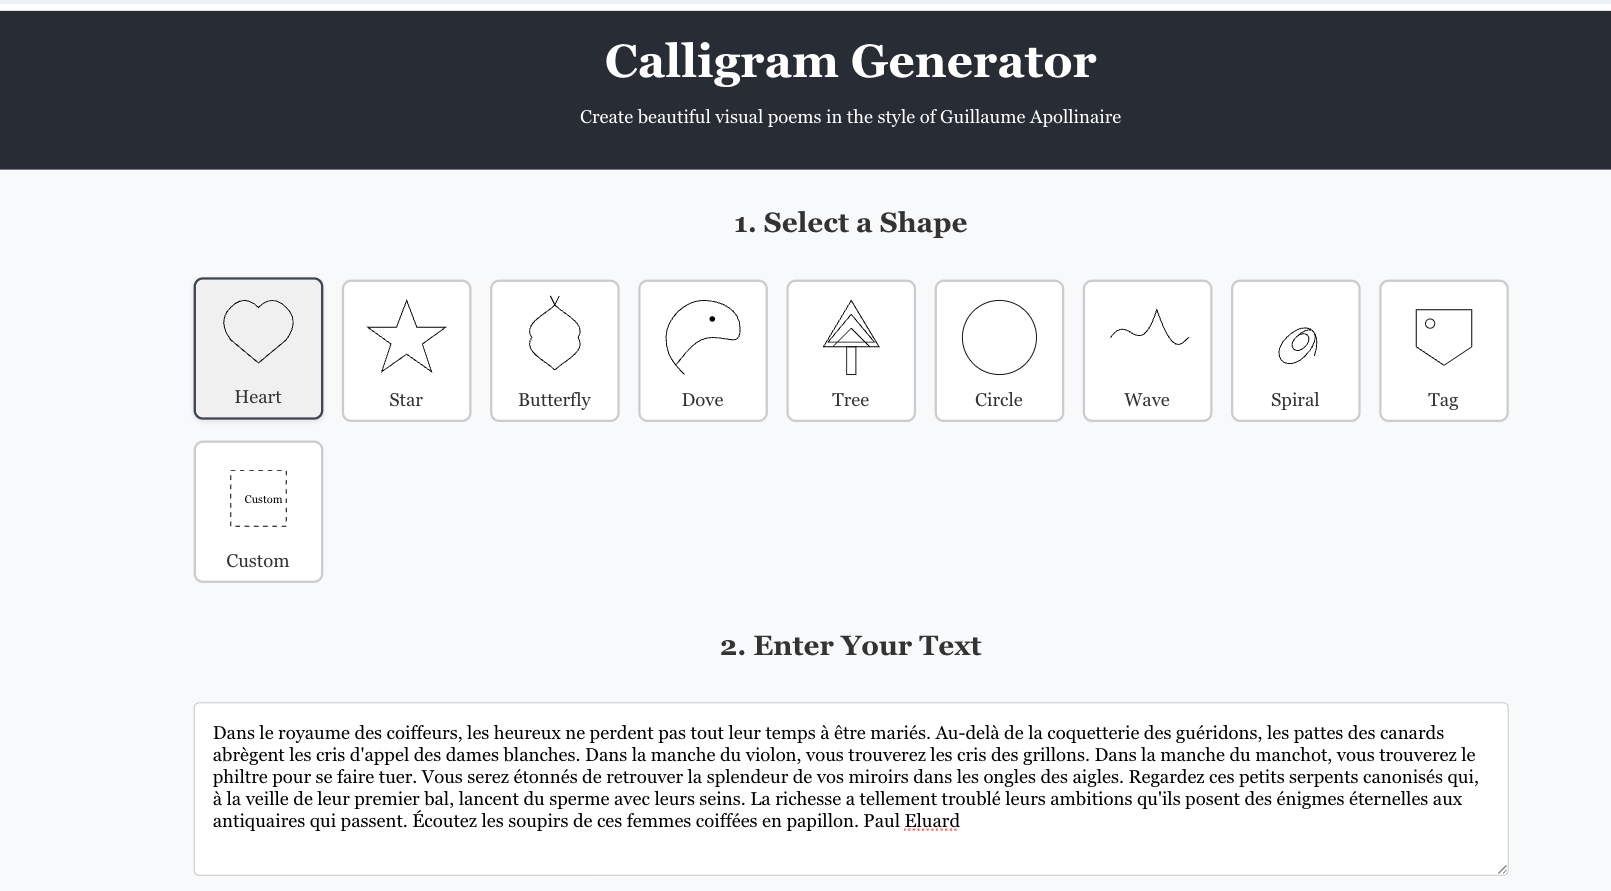 Calligram Generator
Create beautiful visual poems in the style of Guillaume Apollinaire
1. Select a Shape
Heart
Star
Butterfly
Dove
Tree
Circle
Wave
Spiral
Tag
Custom
Custom
2. Enter Your Text
Dans le royaume des coiffeurs, les heureux ne perdent pas tout leur temps à être mariés. Au-delà de la coquetterie des guéridons, les pattes des canards
abrègent les cris d'appel des dames blanches. Dans la manche du violon, vous trouverez les cris des grillons. Dans la manche du manchot, vous trouverez le
philtre pour se faire tuer. Vous serez étonnés de retrouver la splendeur de vos miroirs dans les ongles des aigles. Regardez ces petits serpents canonisés qui,
à la veille de leur premier bal, lancent du sperme avec leurs seins. La richesse a tellement troublé leurs ambitions qu'ils posent des énigmes éternelles aux
antiquaires qui passent. Écoutez les soupirs de ces femmes coiffées en papillon. Paul Eluard